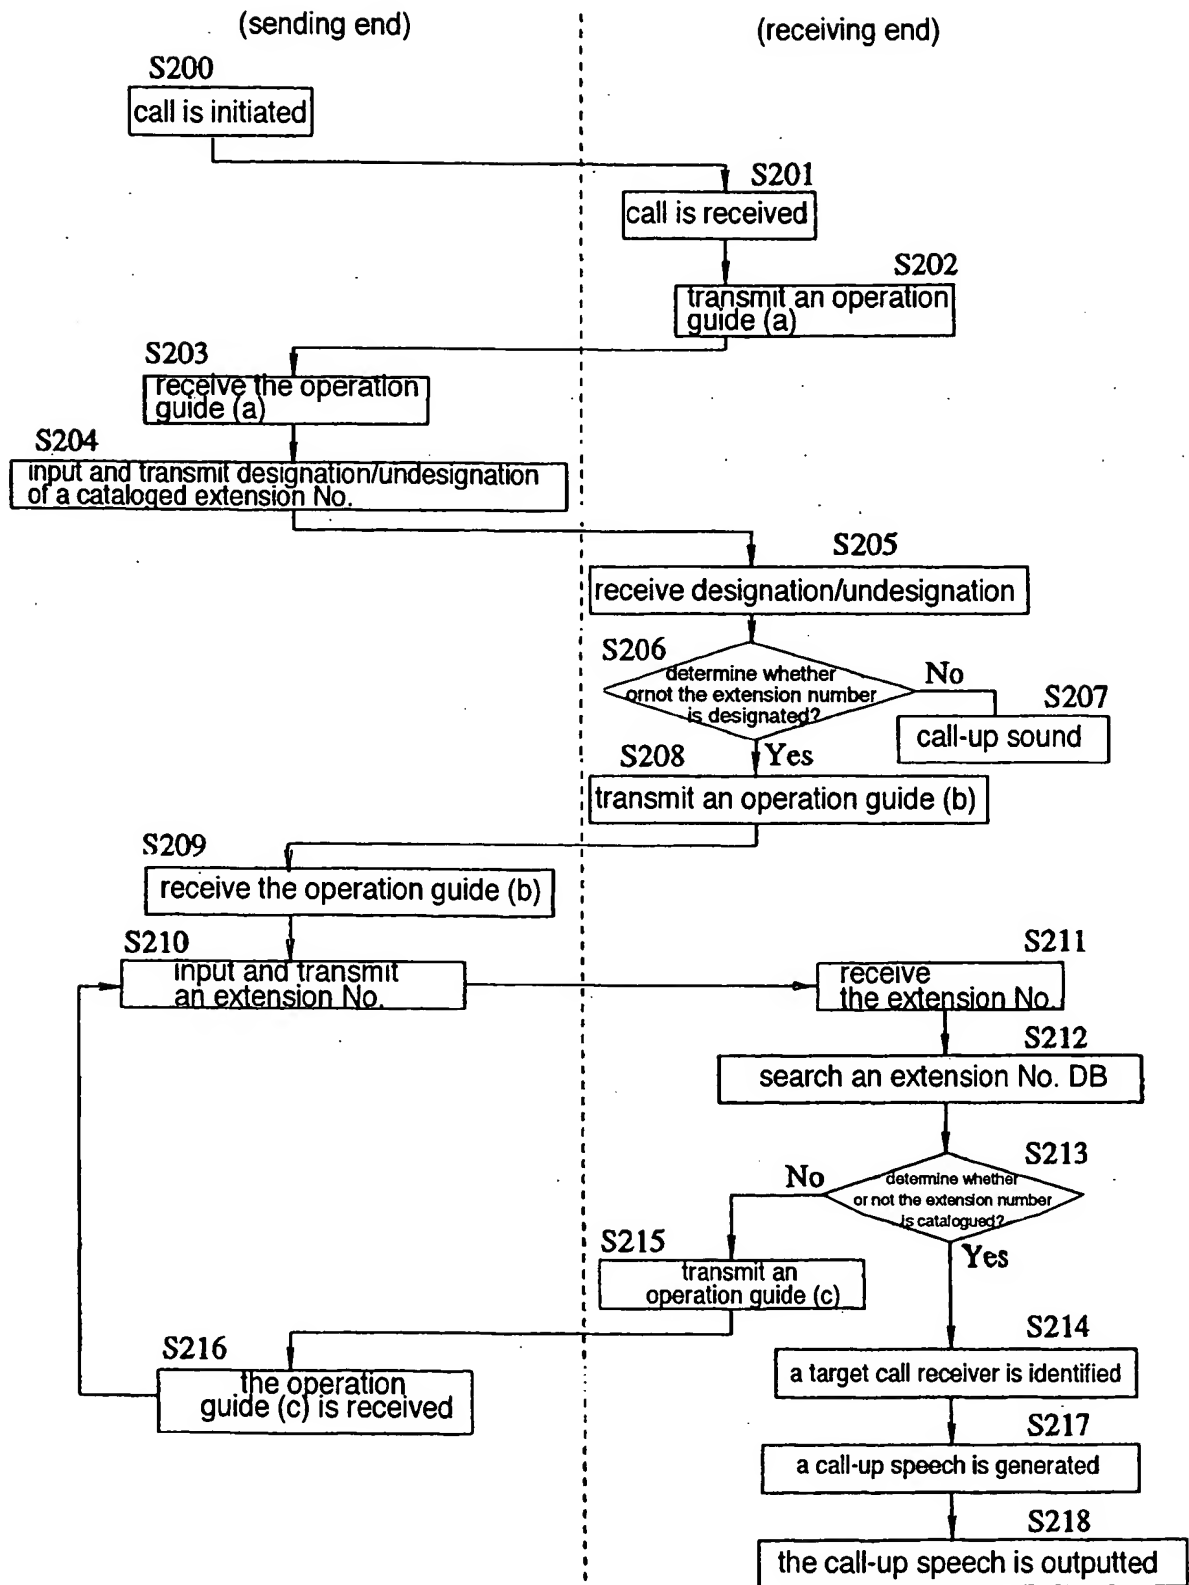 (sending end)
(receiving end)
S200
call is initiated
S201
call is received
S202
transmit an operation
guide (a)
S203
receive the operation
guide (a)
S204
input and transmit designation/undesignation
of a cataloged extension No.
S205
receive designation/undesignation
S206
determine whether
ornot the extension number
is designated?
No
S207
call-up sound
Yes
S208
transmit an operation guide (b)
S209
receive the operation guide (b)
S210
input and transmit
an extension No.
S211
receive
the extension No.
S212
search an extension No. DB
S213
determine whether
or not the extension number
is catalogued?
No
Yes
S215
transmit an
operation guide (c)
S214
a target call receiver is identified
S216
the operation
guide (c) is received
S217
a call-up speech is generated
S218
the call-up speech is outputted